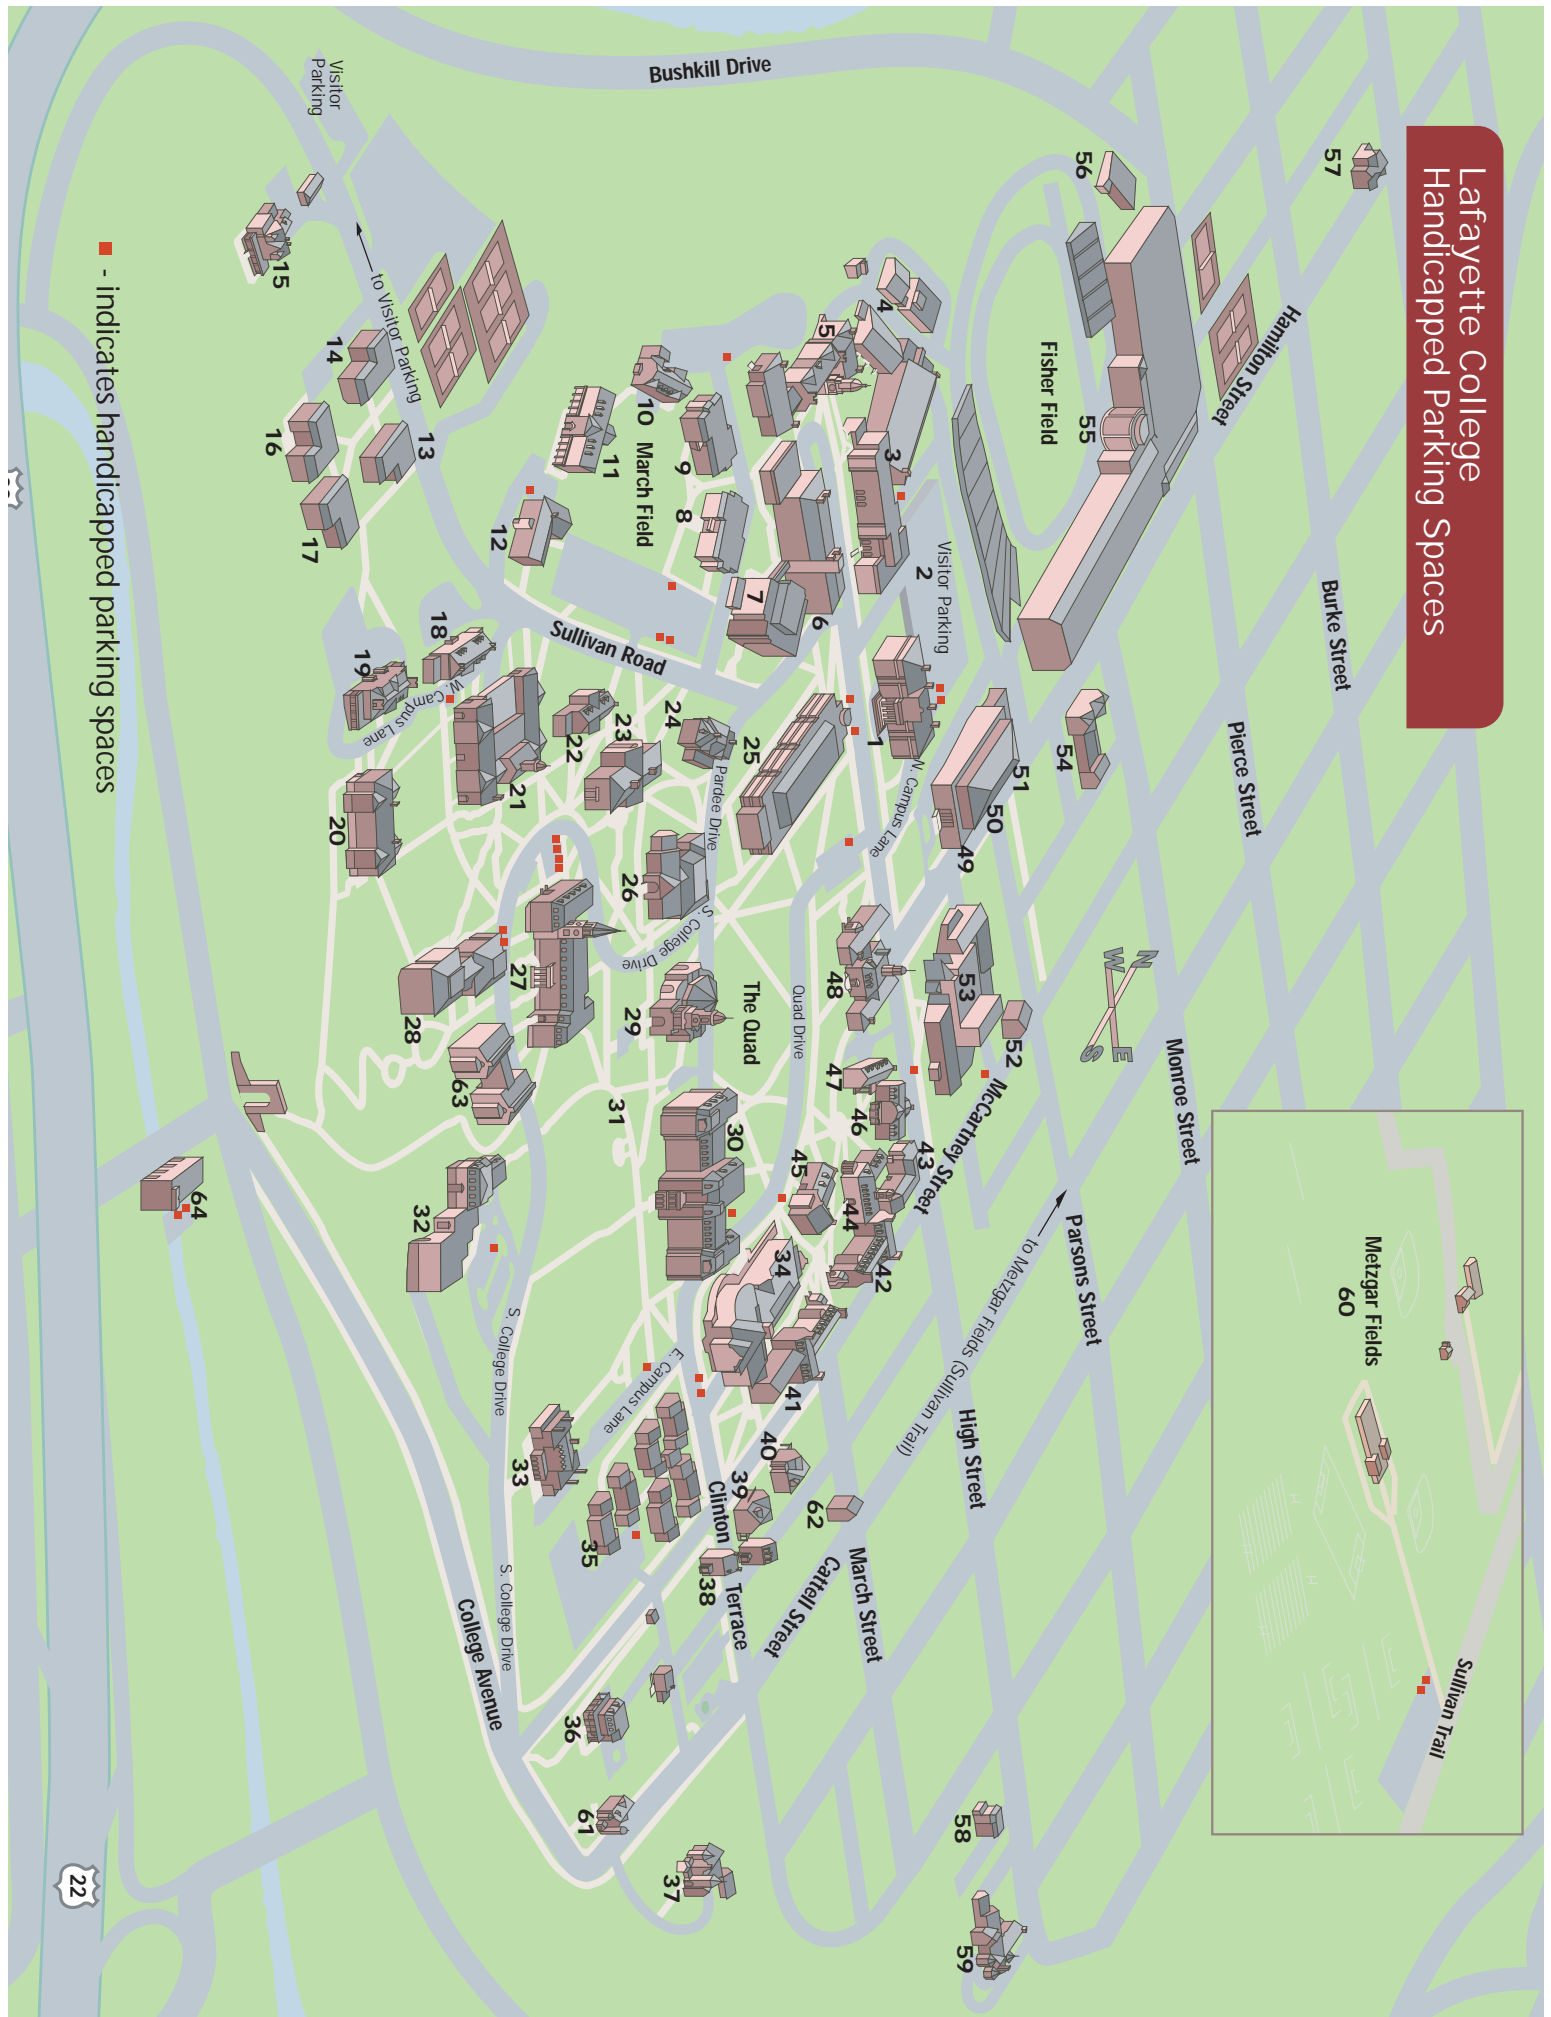 Lafayette College
Handicapped Parking Spaces
Bushkill Drive
Hamilton Street
Burke Street
Pierce Street
Monroe Street
Parsons Street
High Street
March Street
Cattell Street
McCartney Street
to Metzgar Fields (Sullivan Trail)
Clinton
Terrace
College Avenue
S. College Drive
S. College Drive
S. College Drive
E. Campus Lane
N. Campus Lane
W. Campus Lane
Quad Drive
Pardee Drive
Sullivan Road
The Quad
March Field
Fisher Field
Visitor
Parking
to Visitor Parking
Visitor Parking
2
N
E
S
W
Metzgar Fields
60
Sullivan Trail
57
56
55
54
4
5
3
6
7
8
9
10
11
12
13
14
15
16
17
18
19
20
21
22
23
24
25
26
27
28
29
30
31
32
33
34
35
36
37
38
39
40
41
42
43
44
45
46
47
48
49
50
51
52
53
1
58
59
61
62
63
64
22
- indicates handicapped parking spaces